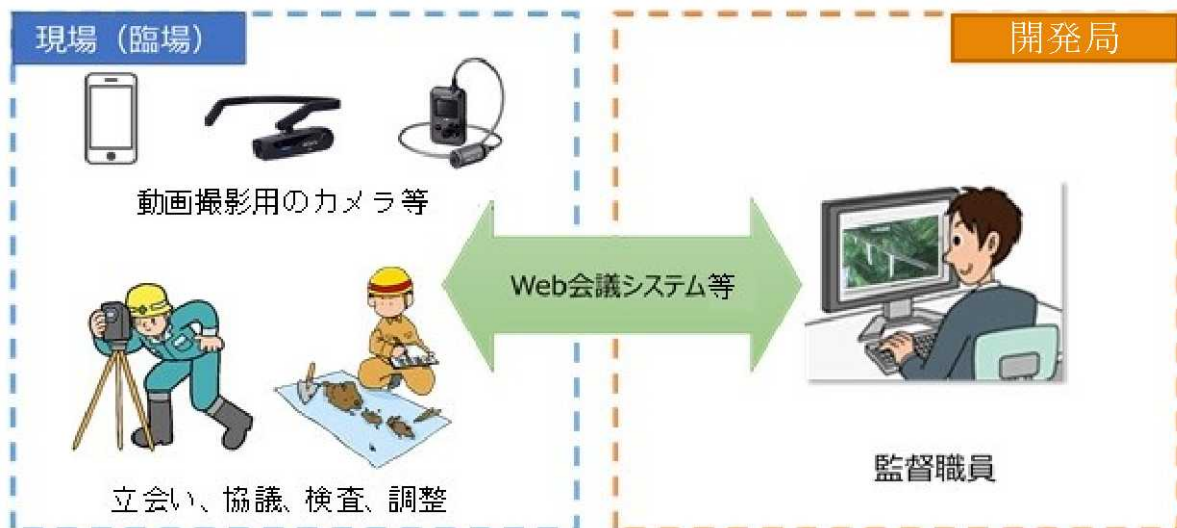 現場（臨場）
開発局
動画撮影用のカメラ等
Web会議システム等
立会い、協議、検査、調整
監督職員